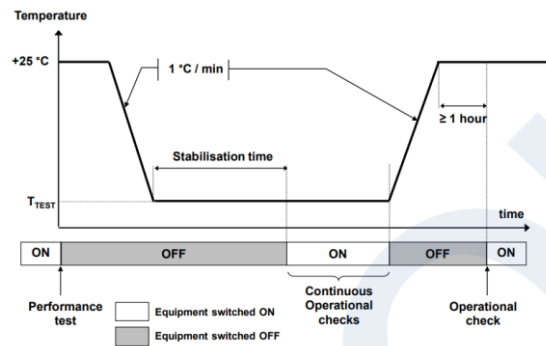 Temperature
+25 °C
1 °C / min
≥ 1 hour
Stabilisation time
T_TEST
time
ON
OFF
ON
OFF
ON
Performance
test
Equipment switched ON
Equipment switched OFF
Continuous
Operational
checks
Operational
check